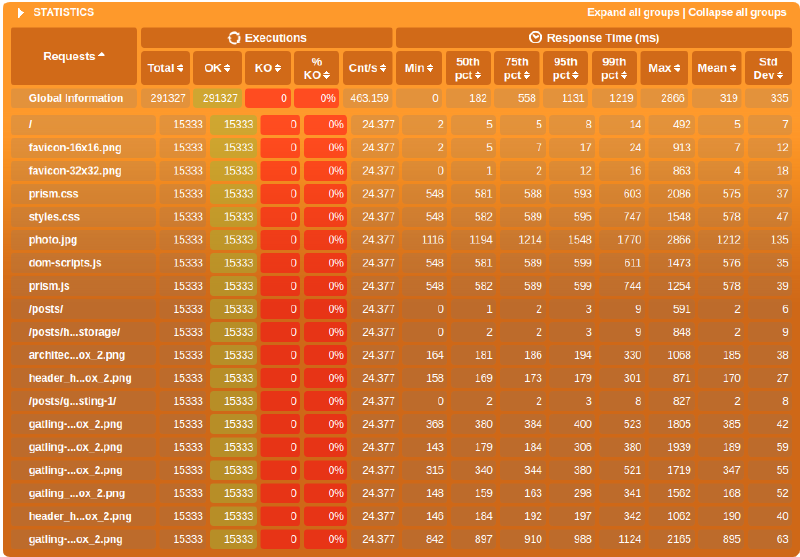 STATISTICS Expand all groups | Collapse all groups
Requests Executions Response Time (ms)
Total OK KO % KO Cnt/s Min 50th pct 75th pct 95th pct 99th pct Max Mean Std Dev
Global Information 291327 291327 0 0% 463.159 0 182 558 1131 1219 2866 319 335
/ 15333 15333 0 0% 24.377 2 5 5 8 14 492 5 7
favicon-16x16.png 15333 15333 0 0% 24.377 2 5 7 17 24 913 7 12
favicon-32x32.png 15333 15333 0 0% 24.377 0 1 2 12 16 863 4 18
prism.css 15333 15333 0 0% 24.377 548 581 588 593 603 2086 575 37
styles.css 15333 15333 0 0% 24.377 548 582 589 595 747 1548 578 47
photo.jpg 15333 15333 0 0% 24.377 1116 1194 1214 1548 1770 2866 1212 135
dom-scripts.js 15333 15333 0 0% 24.377 548 581 589 599 611 1473 576 35
prism.js 15333 15333 0 0% 24.377 548 582 589 599 744 1254 578 39
/posts/ 15333 15333 0 0% 24.377 0 1 2 3 9 591 2 6
/posts/h...storage/ 15333 15333 0 0% 24.377 0 2 2 3 9 848 2 9
architec...ox_2.png 15333 15333 0 0% 24.377 164 181 186 194 330 1068 185 38
header_h...ox_2.png 15333 15333 0 0% 24.377 158 169 173 179 301 871 170 27
/posts/g...sting-1/ 15333 15333 0 0% 24.377 0 2 2 3 8 827 2 8
gatling-...ox_2.png 15333 15333 0 0% 24.377 368 380 384 400 523 1805 385 42
gatling-...ox_2.png 15333 15333 0 0% 24.377 143 179 184 306 380 1939 189 59
gatling-...ox_2.png 15333 15333 0 0% 24.377 315 340 344 380 521 1719 347 55
gatling_...ox_2.png 15333 15333 0 0% 24.377 148 159 163 298 341 1562 168 52
header_h...ox_2.png 15333 15333 0 0% 24.377 146 184 192 197 342 1062 190 40
gatling-...ox_2.png 15333 15333 0 0% 24.377 842 897 910 988 1124 2165 895 63